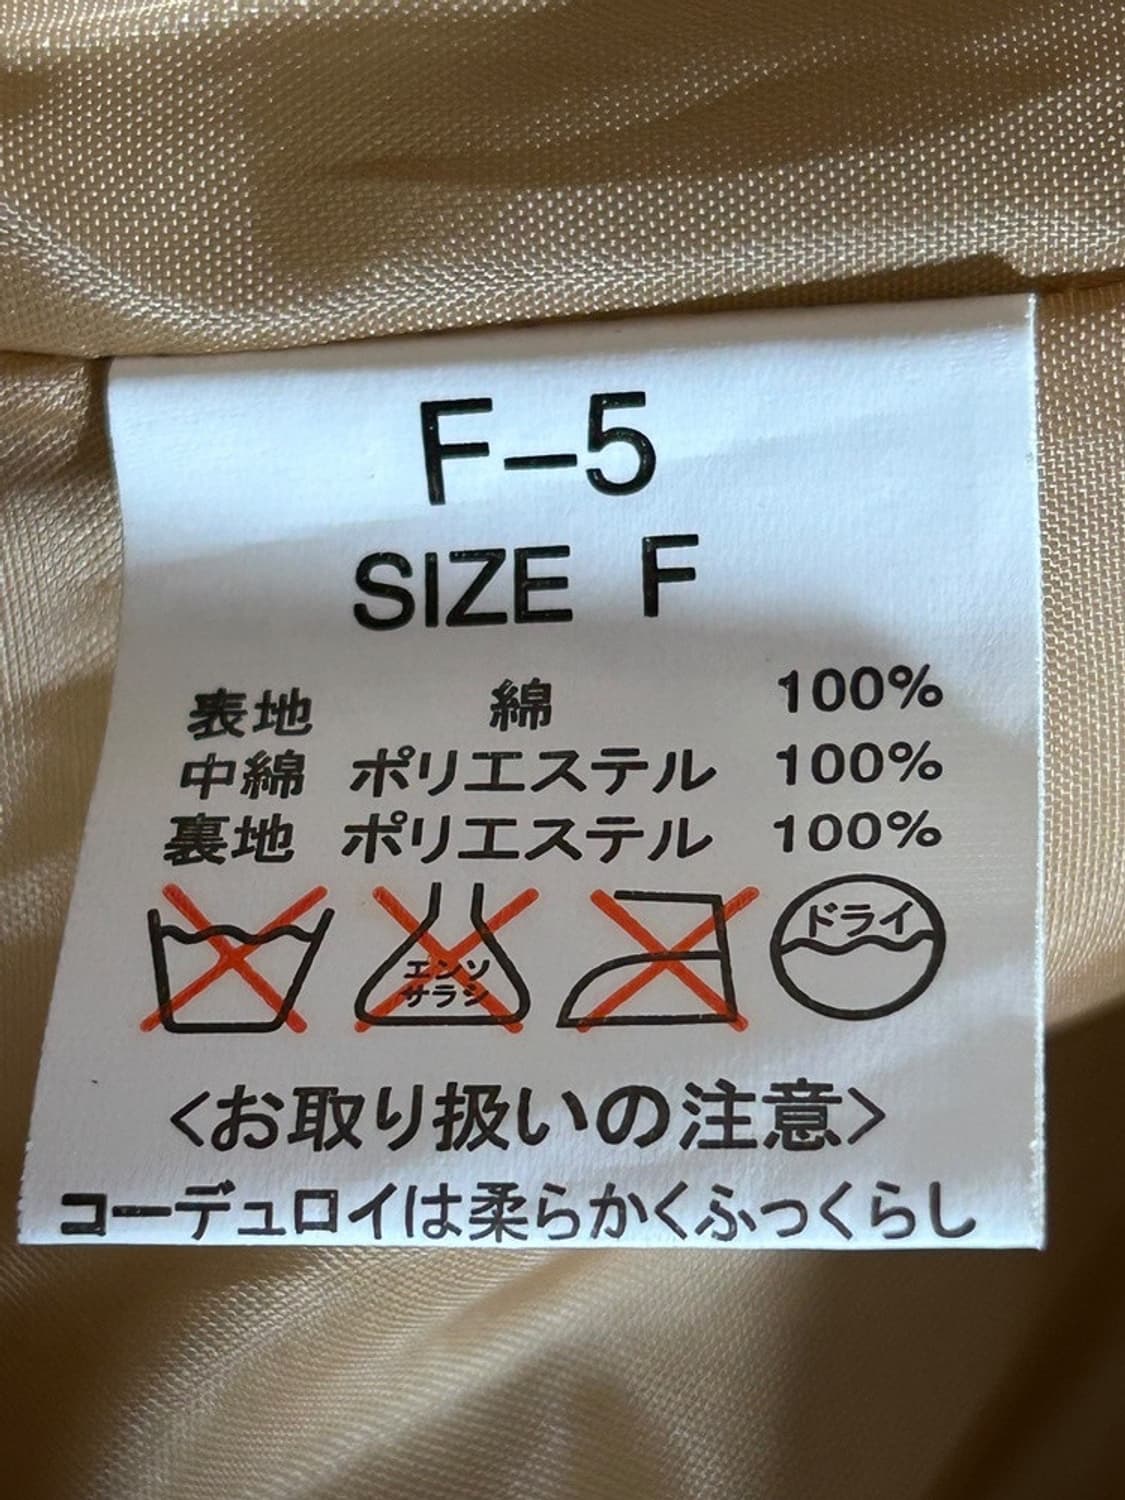 F-5
SIZE F
表地 綿 100%
中綿 ポリエステル 100%
裏地 ポリエステル 100%
エンソ
サラシ
ドライ
<お取り扱いの注意>
コーデュロイは柔らかくふっくらし